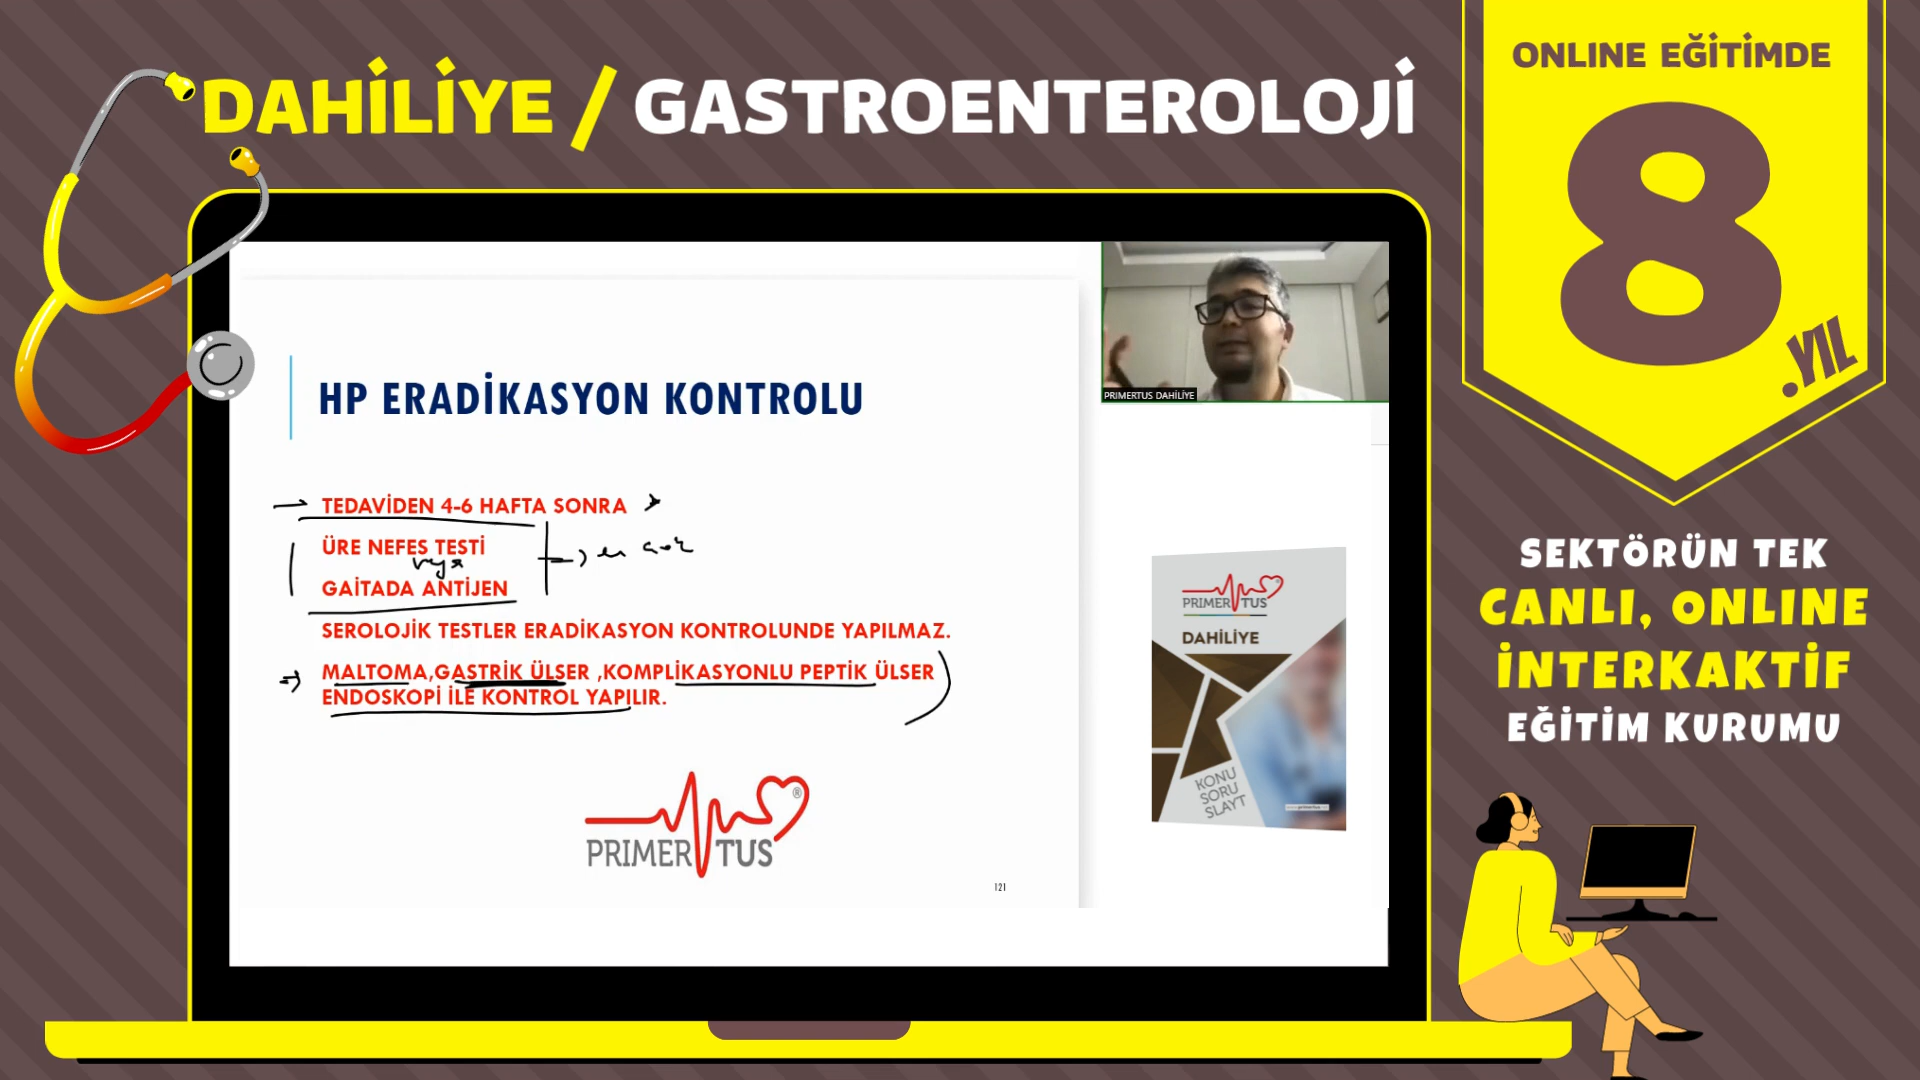 DAHİLİYE / GASTROENTEROLOJİ
ONLINE EĞİTİMDE
8
.YIL
PRIMERTUS DAHİLİYE
HP ERADİKASYON KONTROLU
TEDAVİDEN 4-6 HAFTA SONRA
ÜRE NEFES TESTİ
veya
GAİTADA ANTİJEN
en sık
SEROLOJİK TESTLER ERADİKASYON KONTROLUNDE YAPILMAZ.
MALTOMA,GASTRİK ÜLSER ,KOMPLİKASYONLU PEPTİK ÜLSER
ENDOSKOPİ İLE KONTROL YAPILIR.
PRIMER TUS
®
121
PRIMER TUS
DAHİLİYE
KONU
SORU
SLAYT
SEKTÖRÜN TEK
CANLI, ONLINE
İNTERKAKTİF
EĞİTİM KURUMU